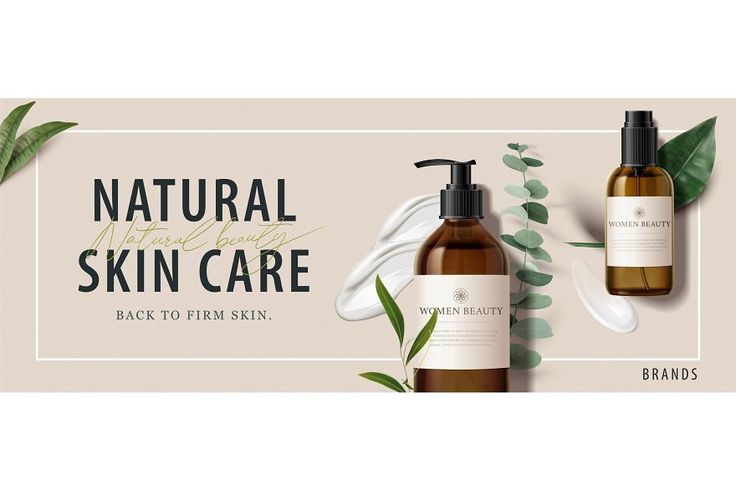 NATURAL
Natural beauty
SKIN CARE
BACK TO FIRM SKIN.
WOMEN BEAUTY
WOMEN BEAUTY
BRANDS